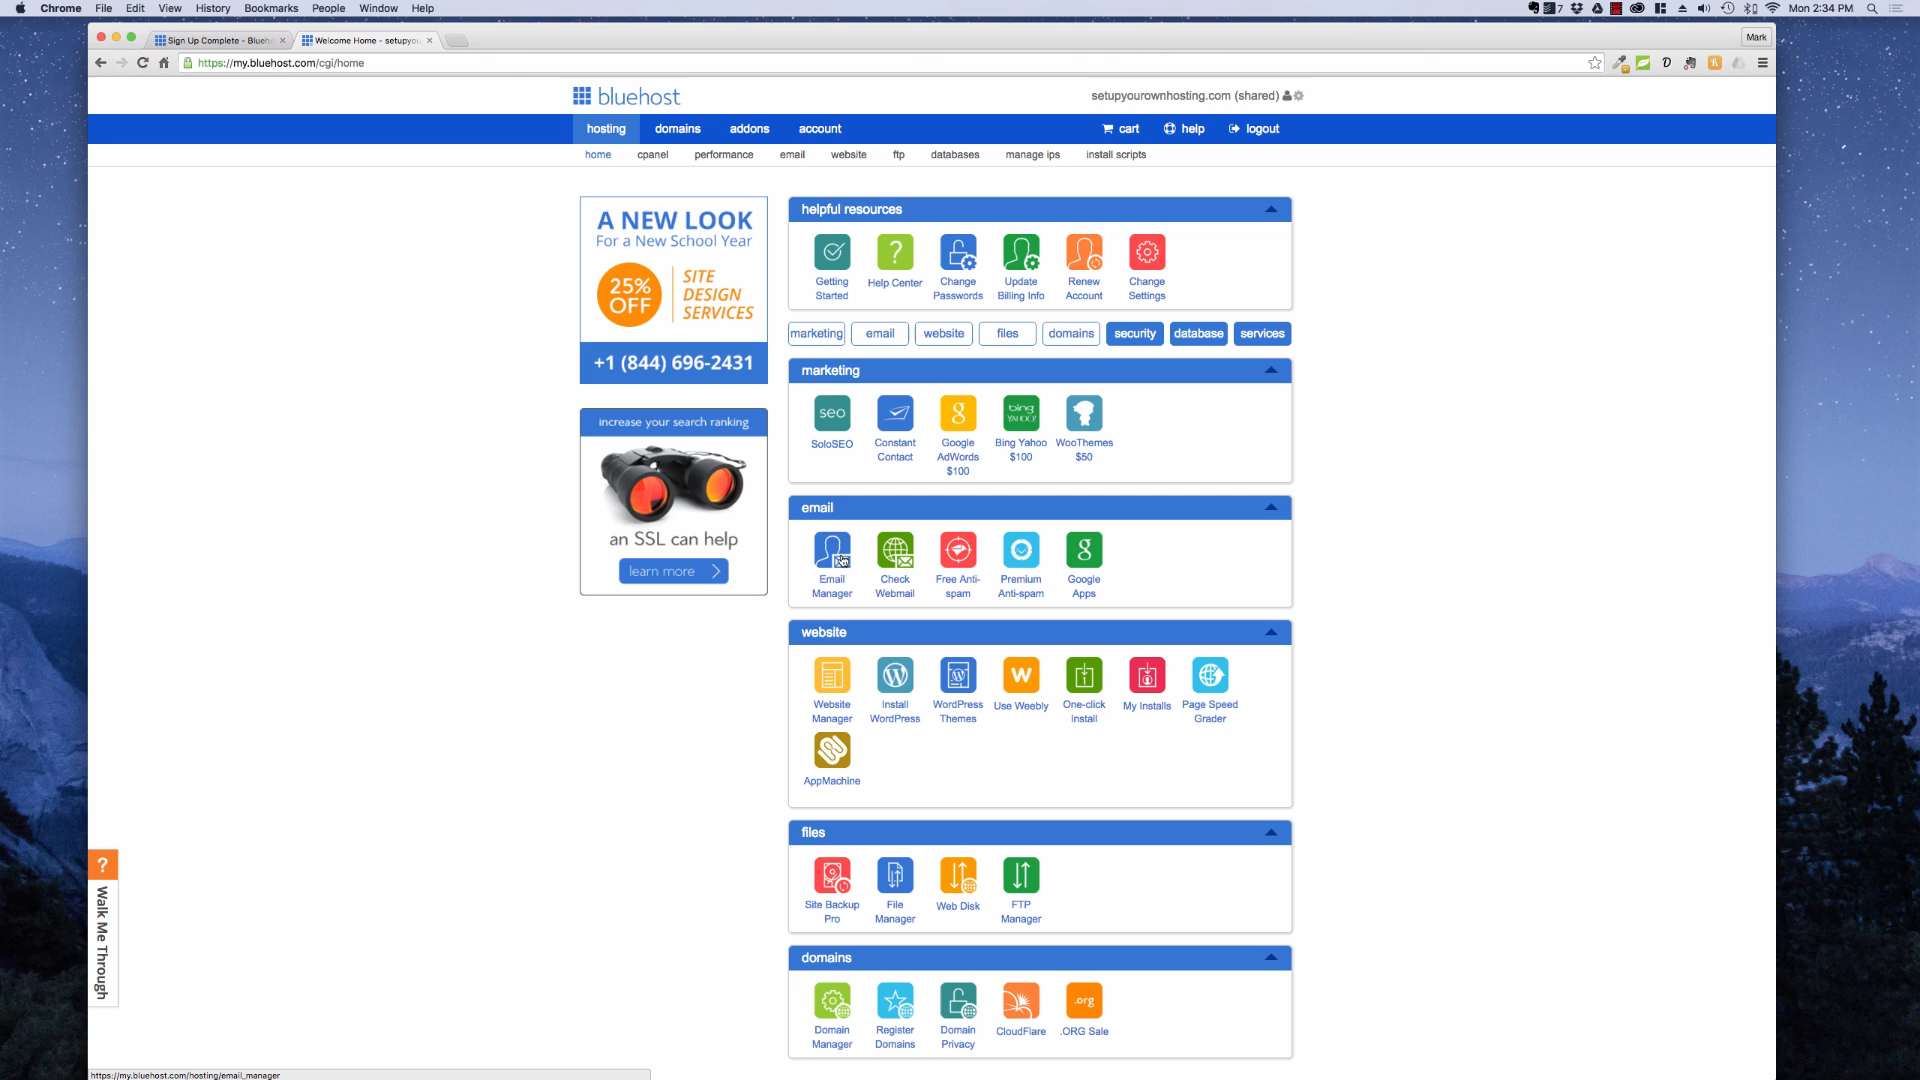 Chrome File Edit View History Bookmarks People Window Help
7 Mon 2:34 PM
Sign Up Complete - Blueho
Welcome Home - setupyou
Mark
https://my.bluehost.com/cgi/home
bluehost
setupyourownhosting.com (shared)
hosting domains addons account cart help logout
home cpanel performance email website ftp databases manage ips install scripts
A NEW LOOK
For a New School Year
25%
OFF
SITE
DESIGN
SERVICES
+1 (844) 696-2431
increase your search ranking
an SSL can help
learn more
helpful resources
Getting
Started
Help Center
Change
Passwords
Update
Billing Info
Renew
Account
Change
Settings
marketing email website files domains security database services
marketing
seo
SoloSEO
Constant
Contact
Google
AdWords
$100
bing
YAHOO!
Bing Yahoo
$100
WooThemes
$50
email
Email
Manager
Check
Webmail
Free Anti-
spam
Premium
Anti-spam
Google
Apps
website
Website
Manager
Install
WordPress
WordPress
Themes
Use Weebly
One-click
Install
My Installs
Page Speed
Grader
AppMachine
files
Site Backup
Pro
File
Manager
Web Disk
FTP
Manager
domains
Domain
Manager
Register
Domains
Domain
Privacy
CloudFlare
.org
.ORG Sale
?
Walk Me Through
https://my.bluehost.com/hosting/email_manager